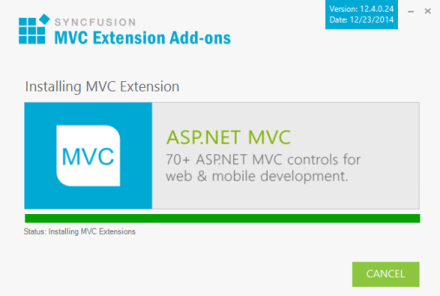 SYNCFUSION
MVC Extension Add-ons
Version: 12.4.0.24
Date: 12/23/2014
Installing MVC Extension
MVC
ASP.NET MVC
70+ ASP.NET MVC controls for
web & mobile development.
Status: Installing MVC Extensions
CANCEL